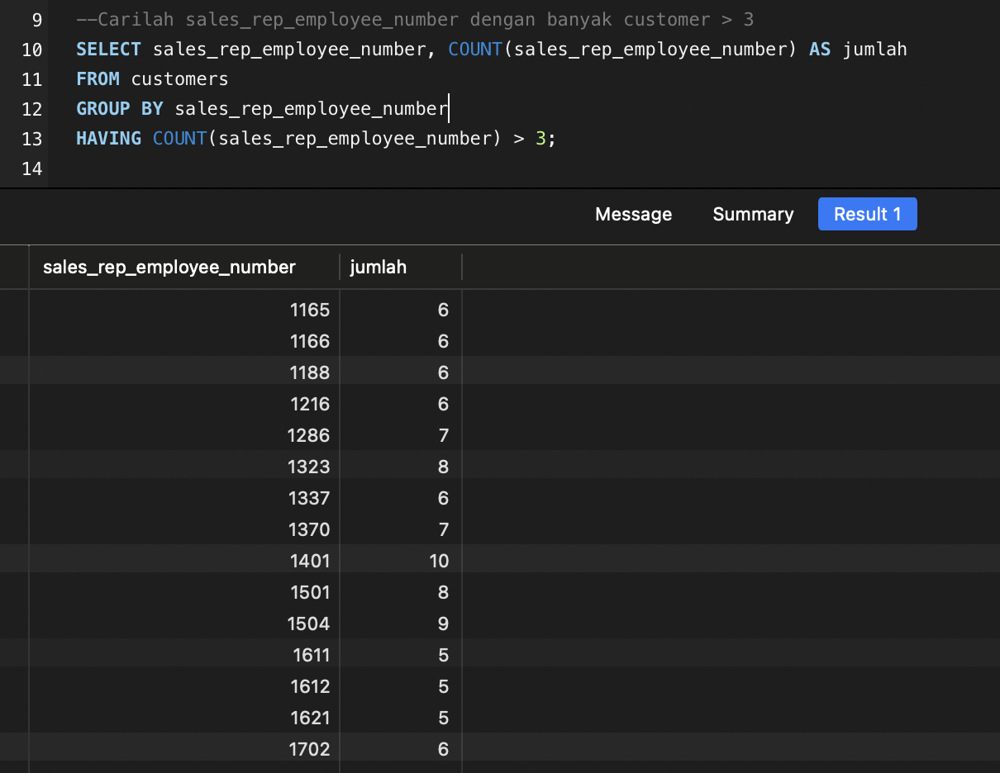 9 --Carilah sales_rep_employee_number dengan banyak customer > 3
10 SELECT sales_rep_employee_number, COUNT(sales_rep_employee_number) AS jumlah
11 FROM customers
12 GROUP BY sales_rep_employee_number
13 HAVING COUNT(sales_rep_employee_number) > 3;
14
Message Summary Result 1
sales_rep_employee_number jumlah
1165 6
1166 6
1188 6
1216 6
1286 7
1323 8
1337 6
1370 7
1401 10
1501 8
1504 9
1611 5
1612 5
1621 5
1702 6